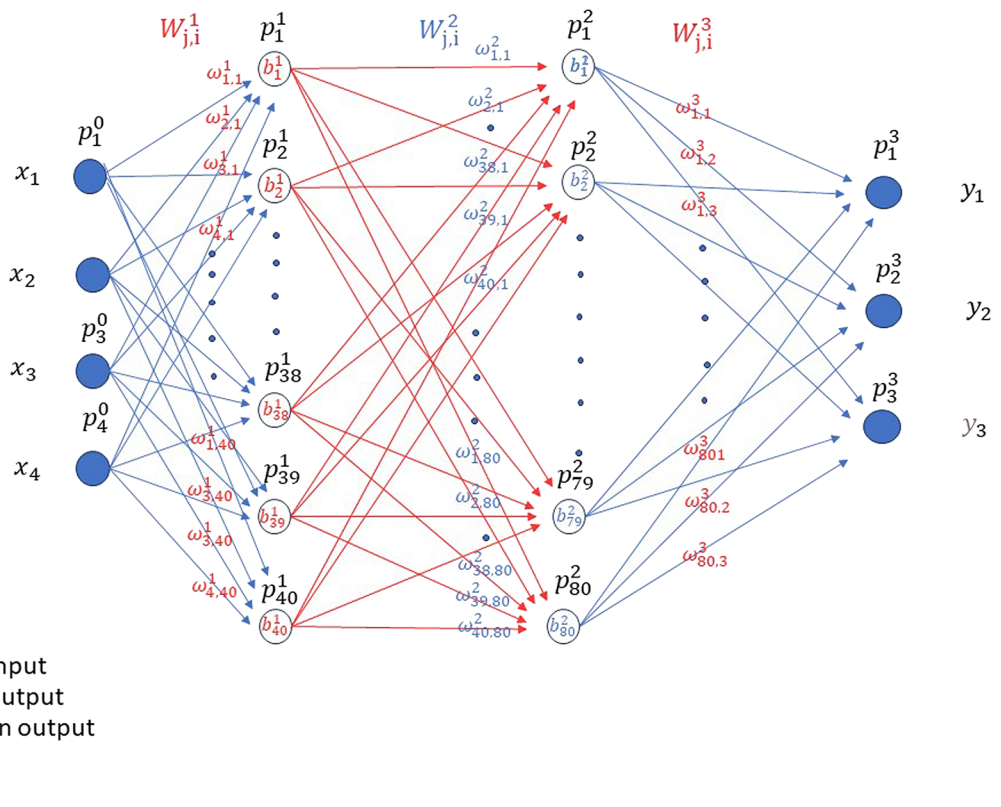 W¹j,i
p¹₁
W²j,i
p²₁
W³j,i
ω²1,1
b¹₁
b²₁
ω¹1,1
ω²2,1
ω³1,1
ω¹2,1
p⁰₁
p¹₂
p²₂
p³₁
ω¹3,1
ω²38,1
ω³1,2
x₁
b¹₂
b²₂
y₁
ω²39,1
ω³1,3
ω¹4,1
x₂
ω²40,1
p³₂
y₂
p⁰₃
x₃
p¹₃₈
p³₃
b¹₃₈
p⁰₄
y₃
ω¹1,40
ω¹1,80
ω³801
x₄
p¹₃₉
p²₇₉
ω¹3,40
ω²2,80
ω³80,2
b¹₃₉
b²₇₉
ω¹3,40
ω³80,3
ω²38,80
ω¹4,40
p¹₄₀
p²₈₀
ω²39,80
b¹₄₀
b²₈₀
ω²40,80
nput
utput
n output